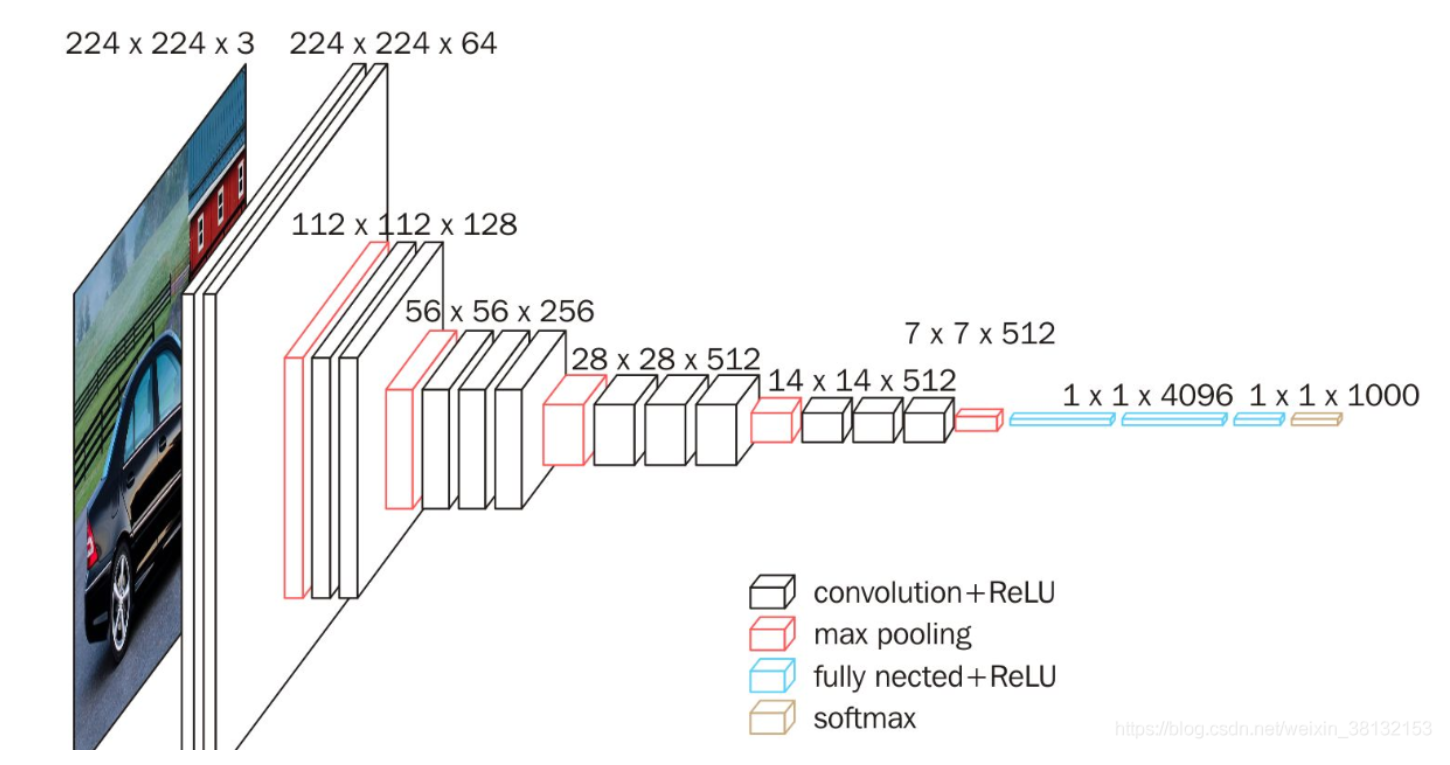 224 x 224 x 3
224 x 224 x 64
112 x 112 x 128
56 x 56 x 256
28 x 28 x 512
14 x 14 x 512
7 x 7 x 512
1 x 1 x 4096
1 x 1 x 1000
convolution+ReLU
max pooling
fully nected+ReLU
softmax
https://blog.csdn.net/weixin_38132153